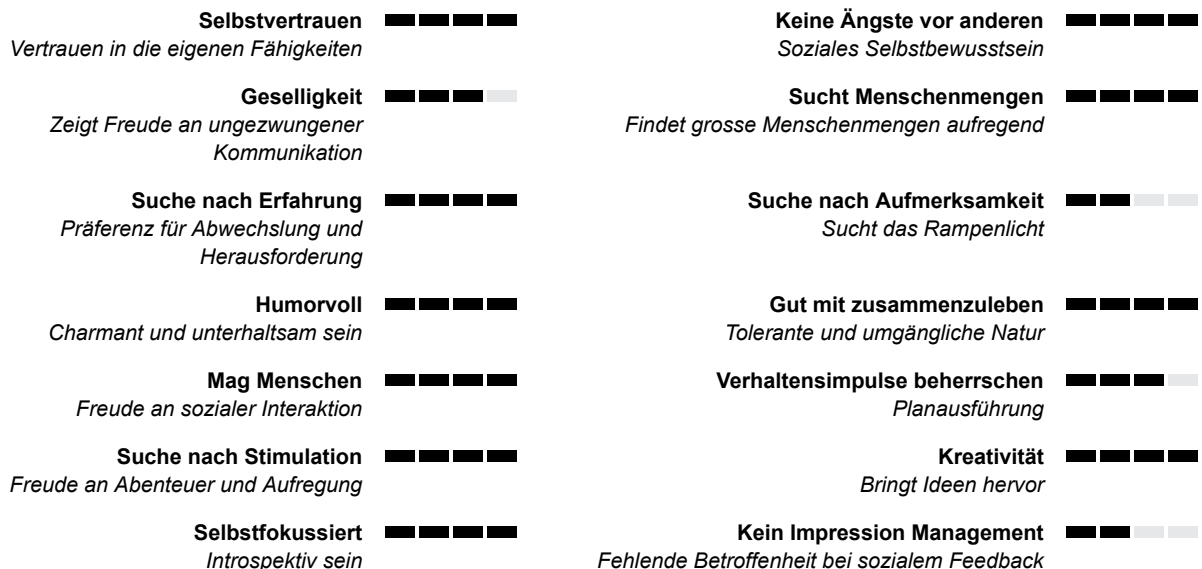 Selbstvertrauen
Vertrauen in die eigenen Fähigkeiten
Geselligkeit
Zeigt Freude an ungezwungener
Kommunikation
Suche nach Erfahrung
Präferenz für Abwechslung und
Herausforderung
Humorvoll
Charmant und unterhaltsam sein
Mag Menschen
Freude an sozialer Interaktion
Suche nach Stimulation
Freude an Abenteuer und Aufregung
Selbstfokussiert
Introspektiv sein
Keine Ängste vor anderen
Soziales Selbstbewusstsein
Sucht Menschenmengen
Findet grosse Menschenmengen aufregend
Suche nach Aufmerksamkeit
Sucht das Rampenlicht
Gut mit zusammenzuleben
Tolerante und umgängliche Natur
Verhaltensimpulse beherrschen
Planausführung
Kreativität
Bringt Ideen hervor
Kein Impression Management
Fehlende Betroffenheit bei sozialem Feedback